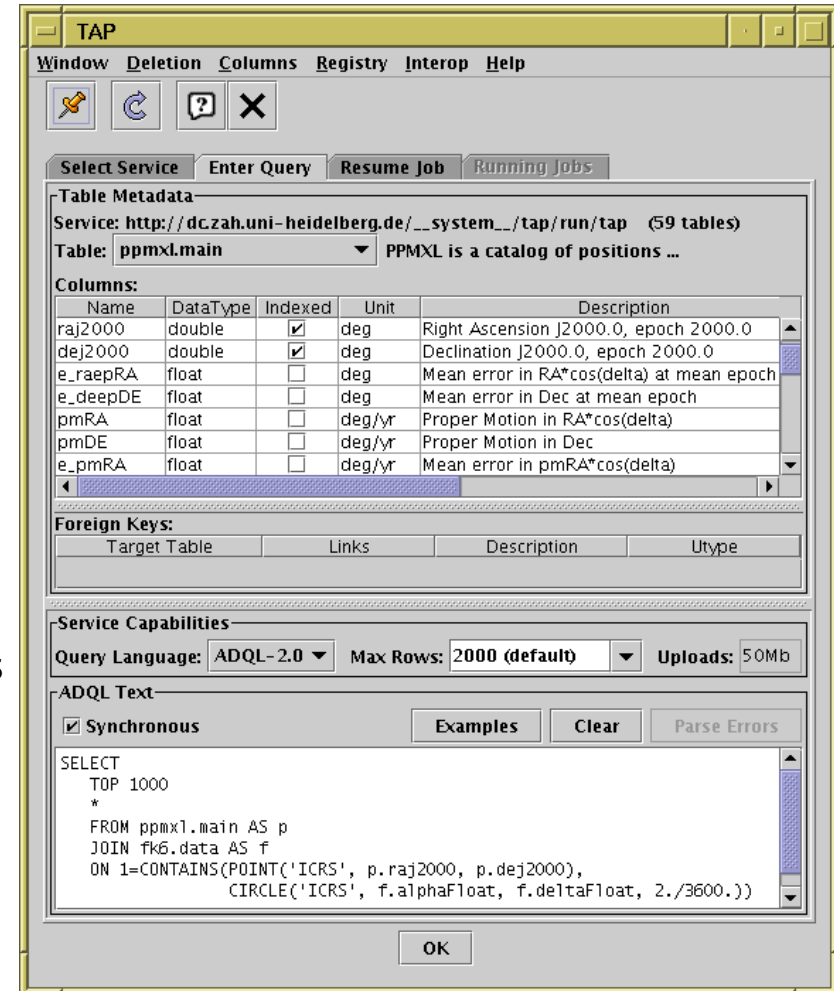 TAP
Window Deletion Columns Registry Interop Help
Select Service Enter Query Resume Job Running Jobs
Table Metadata
Service: http://dc.zah.uni-heidelberg.de/__system__/tap/run/tap (59 tables)
Table: ppmxl.main PPMXL is a catalog of positions ...
Columns:
Name DataType Indexed Unit Description
raj2000 double deg Right Ascension J2000.0, epoch 2000.0
dej2000 double deg Declination J2000.0, epoch 2000.0
e_raepRA float deg Mean error in RA*cos(delta) at mean epoch
e_deepDE float deg Mean error in Dec at mean epoch
pmRA float deg/yr Proper Motion in RA*cos(delta)
pmDE float deg/yr Proper Motion in Dec
e_pmRA float deg/yr Mean error in pmRA*cos(delta)
Foreign Keys:
Target Table Links Description Utype
Service Capabilities
Query Language: ADQL-2.0 Max Rows: 2000 (default) Uploads: 50Mb
ADQL Text
Synchronous Examples Clear Parse Errors
SELECT
TOP 1000
*
FROM ppmxl.main AS p
JOIN fk6.data AS f
ON 1=CONTAINS(POINT('ICRS', p.raj2000, p.dej2000),
CIRCLE('ICRS', f.alphaFloat, f.deltaFloat, 2./3600.))
OK